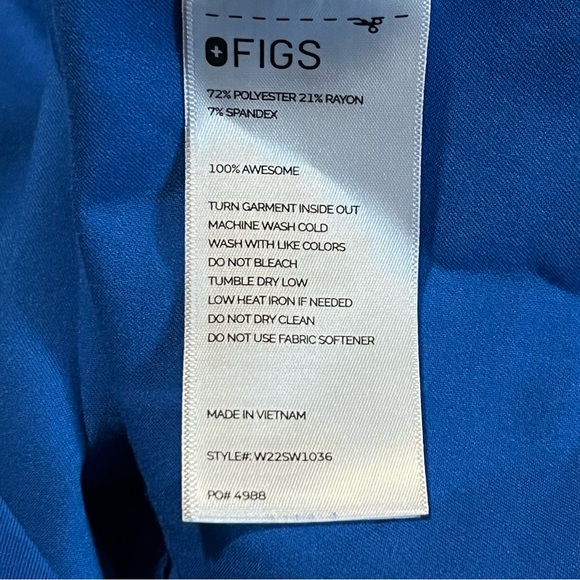 FIGS
72% POLYESTER 21% RAYON
7% SPANDEX
100% AWESOME
TURN GARMENT INSIDE OUT
MACHINE WASH COLD
WASH WITH LIKE COLORS
DO NOT BLEACH
TUMBLE DRY LOW
LOW HEAT IRON IF NEEDED
DO NOT DRY CLEAN
DO NOT USE FABRIC SOFTENER
MADE IN VIETNAM
STYLE#: W22SW1036
PO# 4988